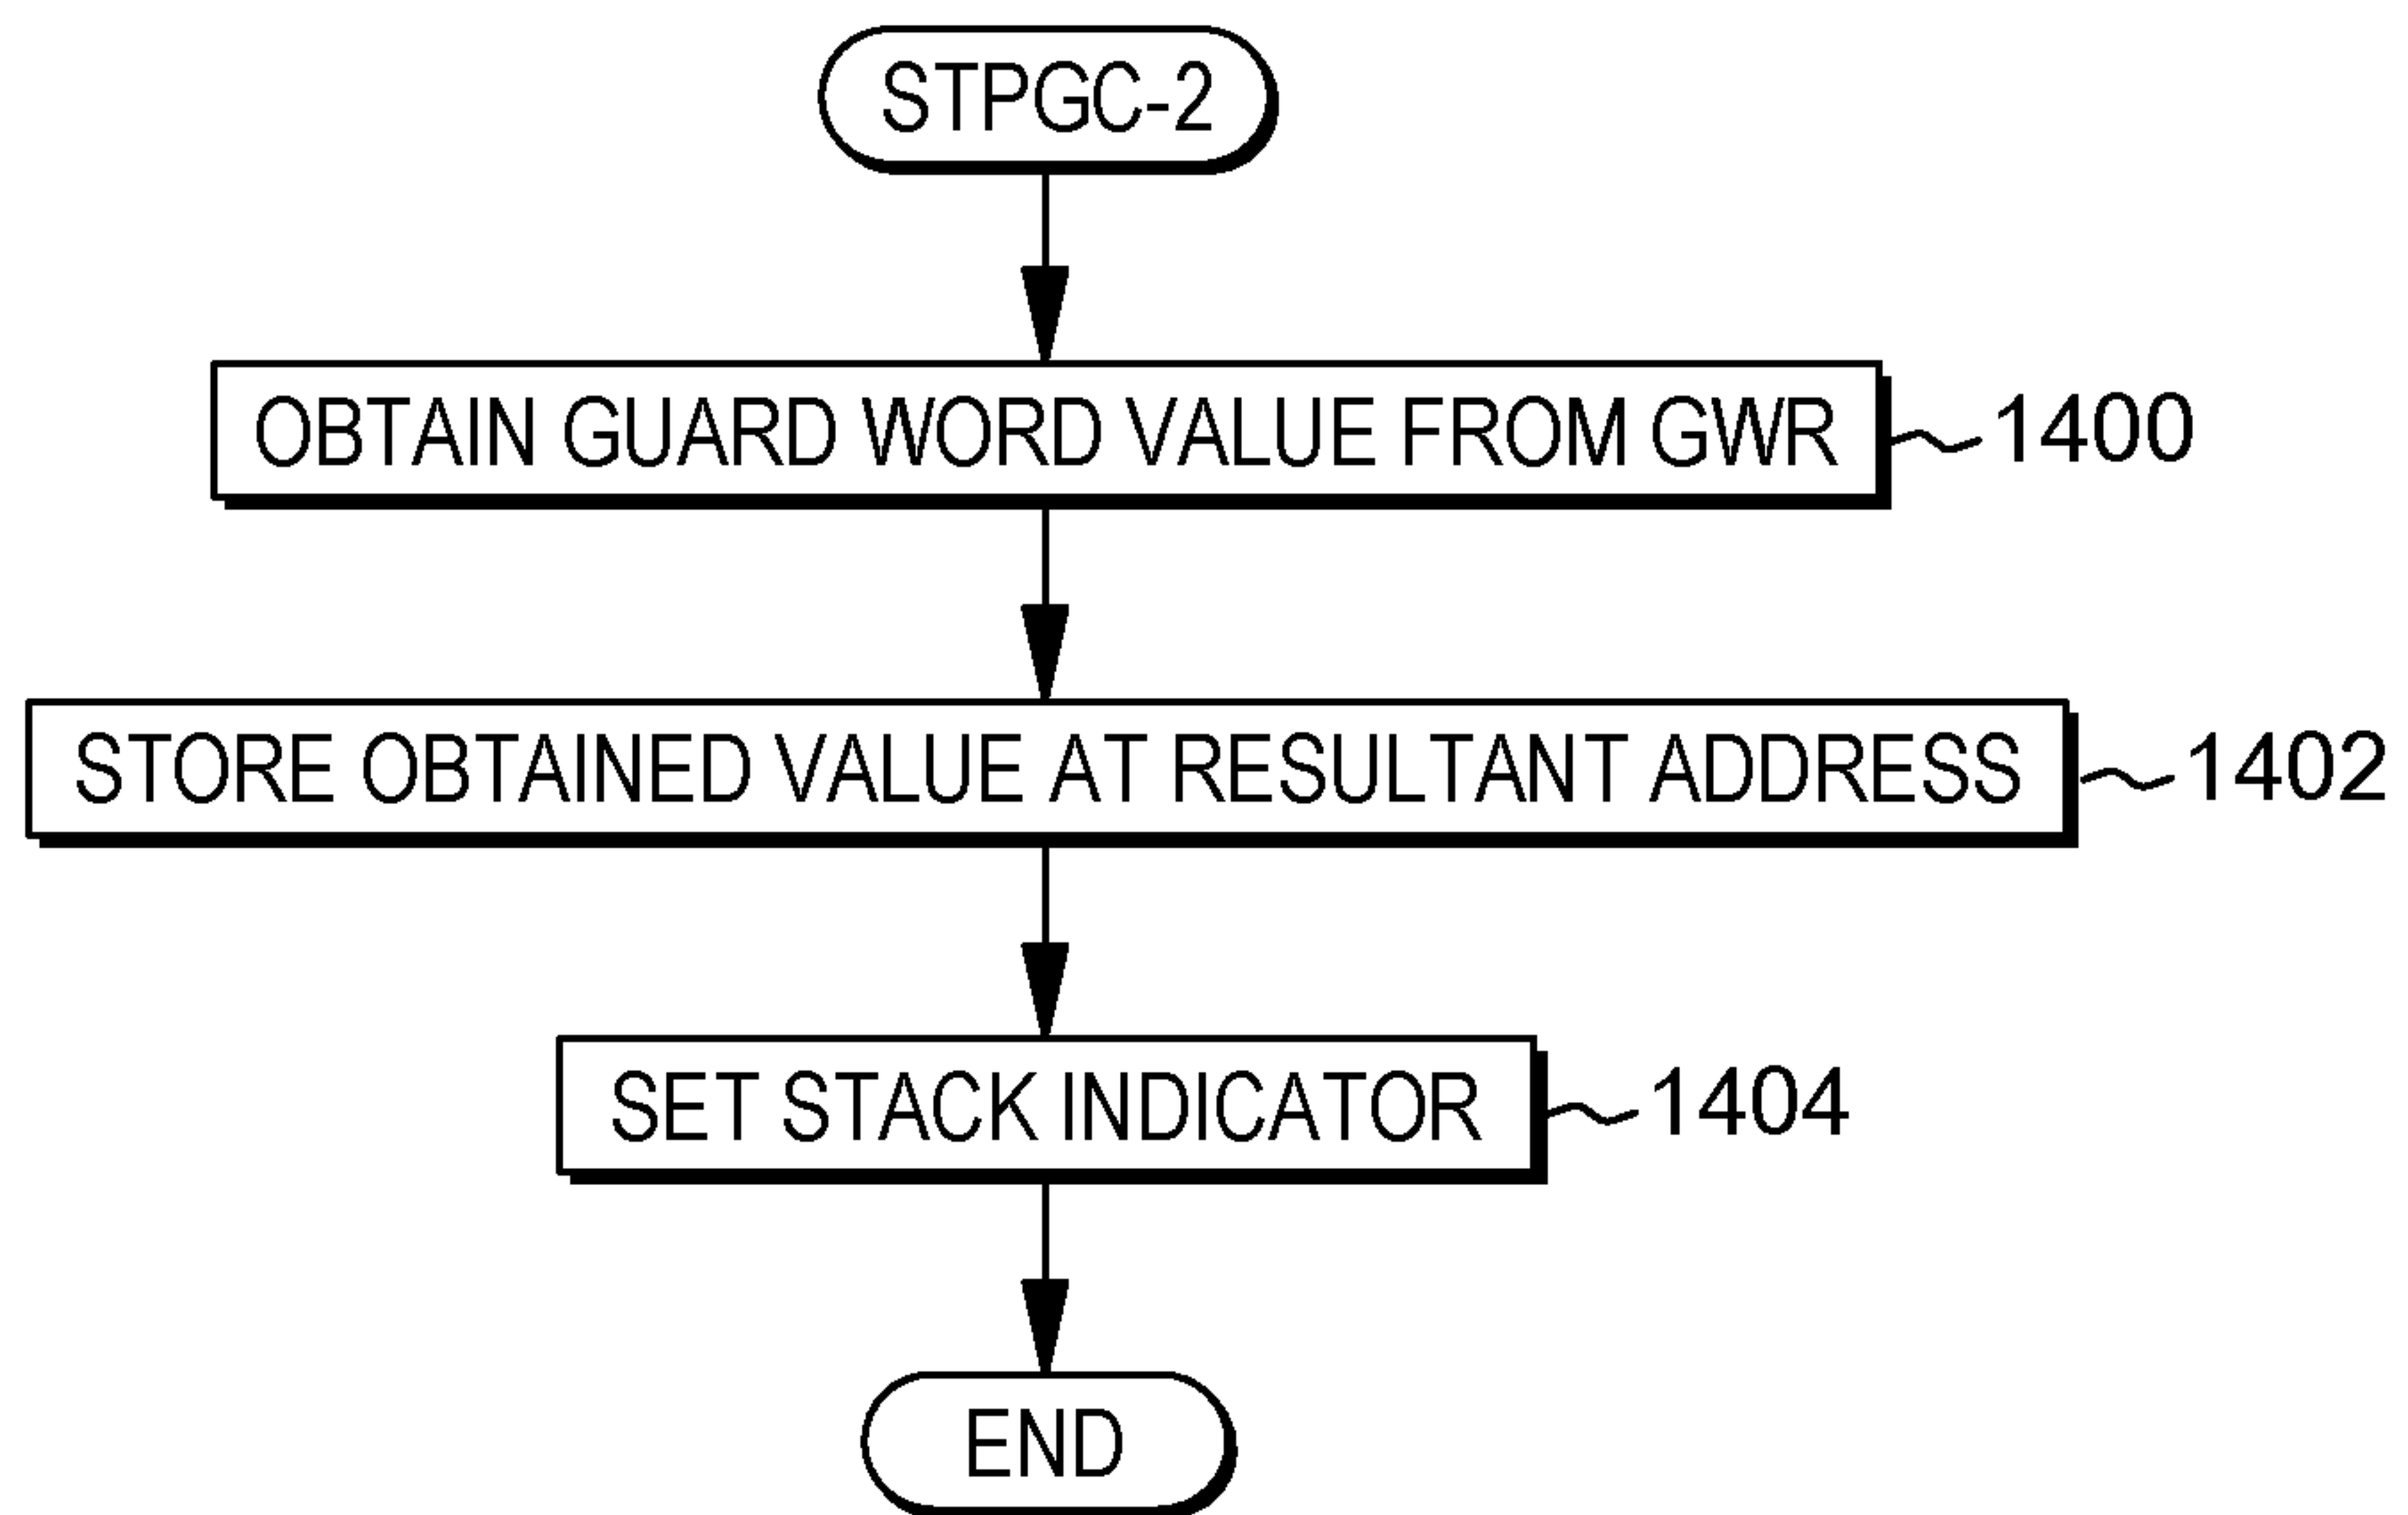 STPGC-2
OBTAIN GUARD WORD VALUE FROM GWR
1400
STORE OBTAINED VALUE AT RESULTANT ADDRESS
1402
SET STACK INDICATOR
1404
END